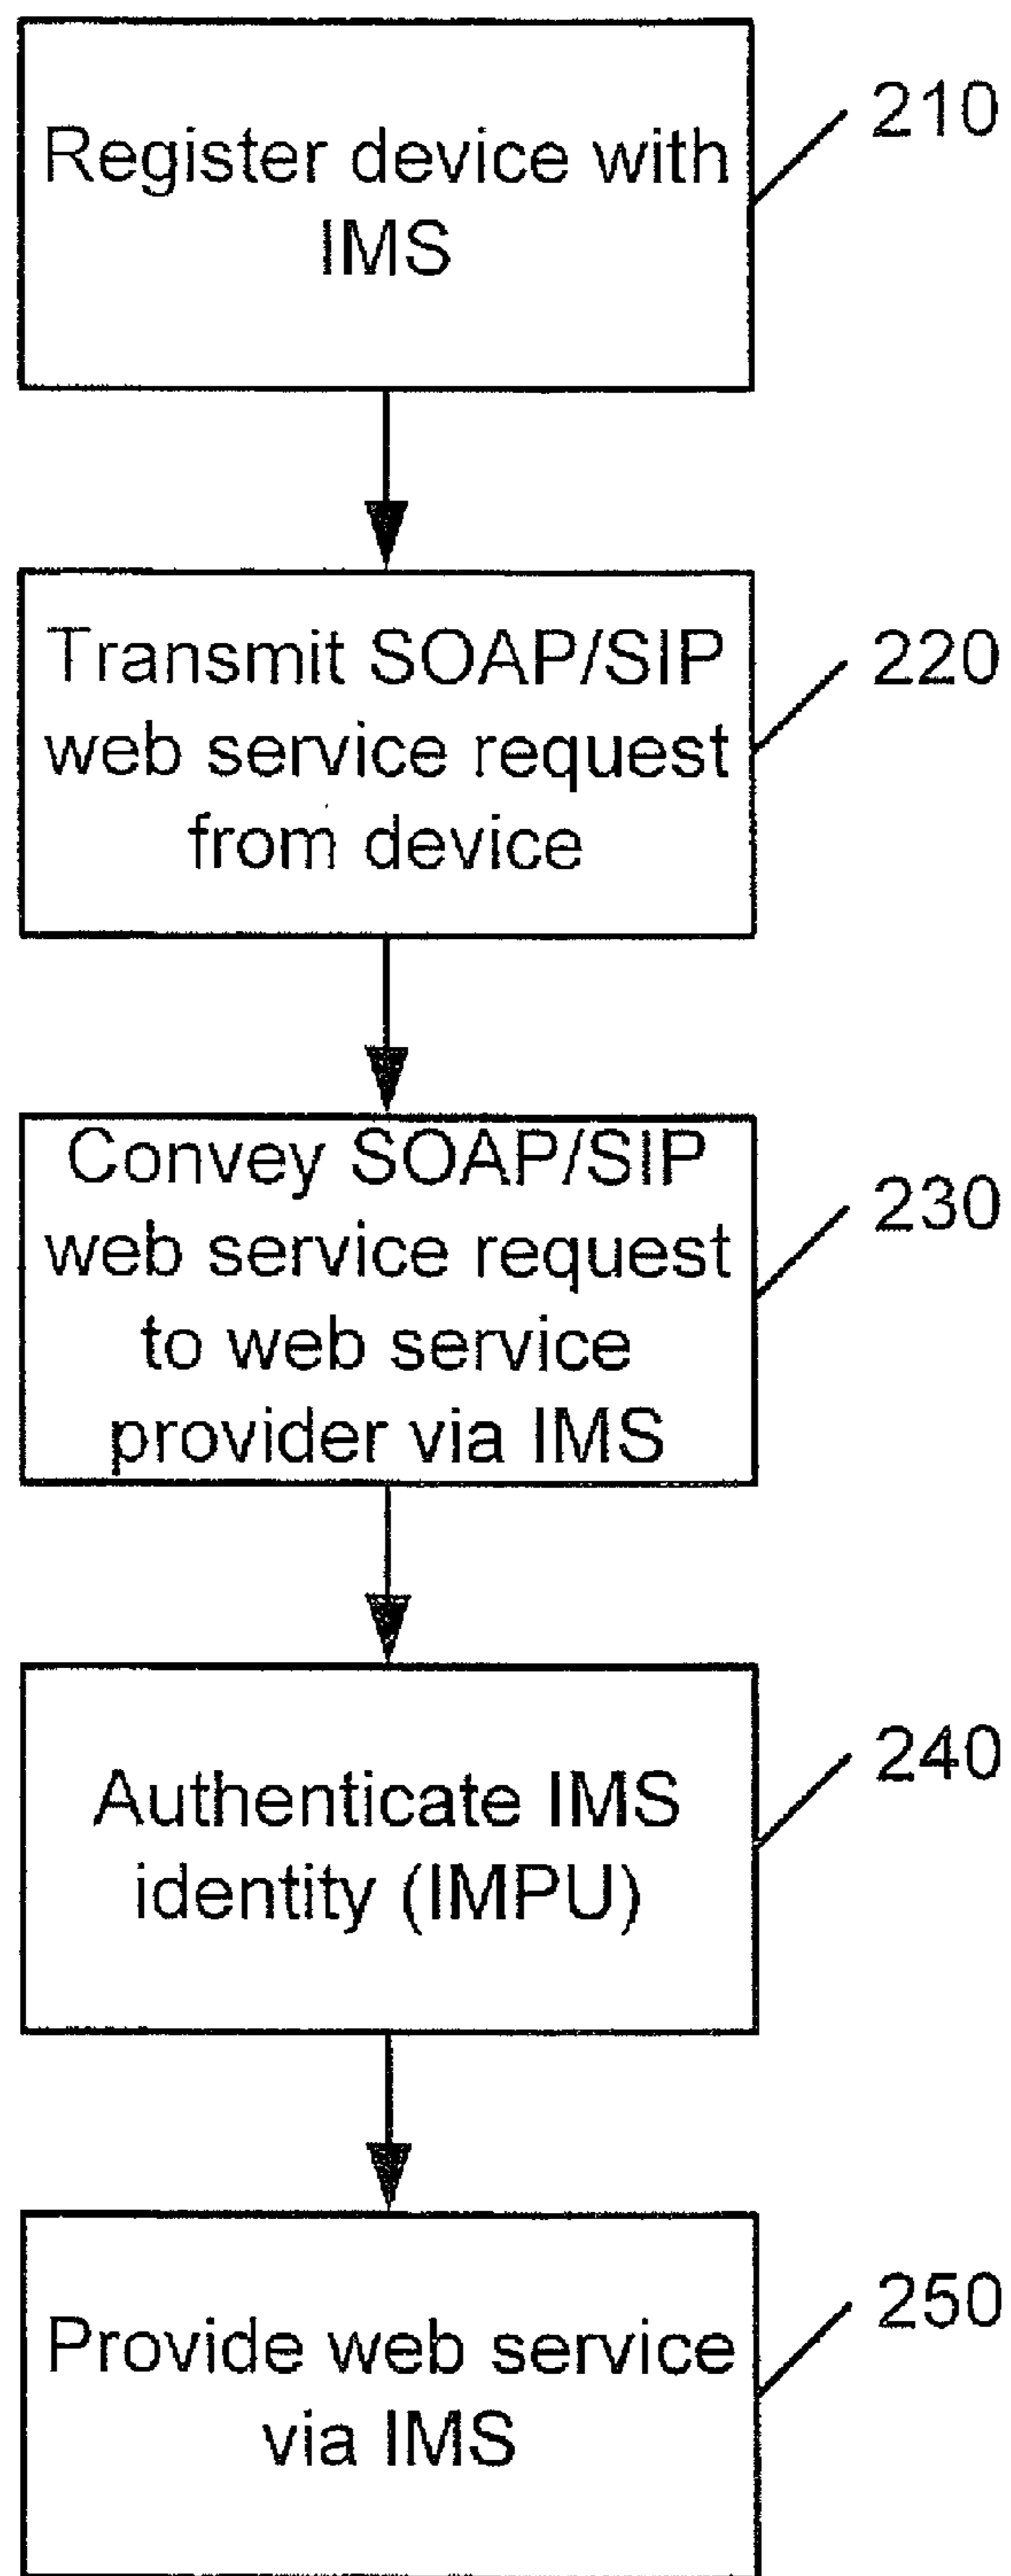 Register device with
IMS
210
Transmit SOAP/SIP
web service request
from device
220
Convey SOAP/SIP
web service request
to web service
provider via IMS
230
Authenticate IMS
identity (IMPU)
240
Provide web service
via IMS
250